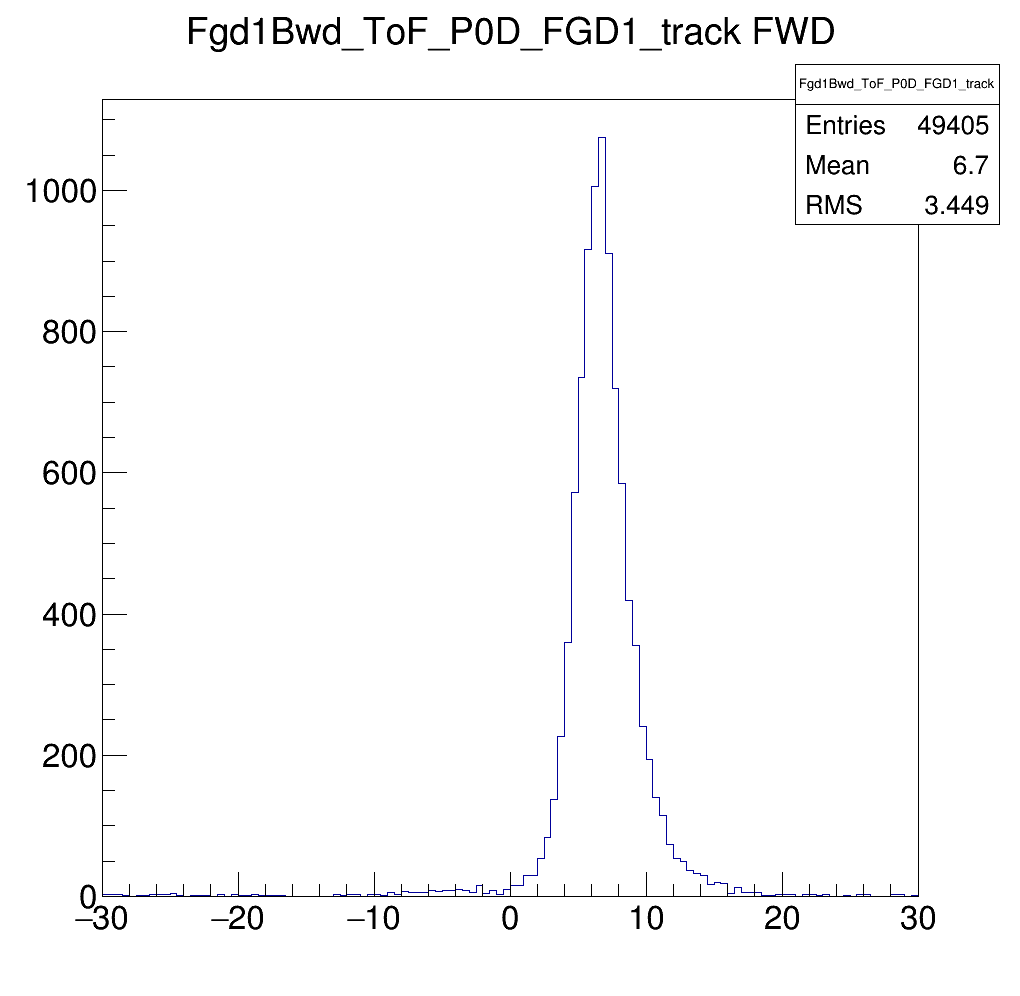 Fgd1Bwd_ToF_P0D_FGD1_track FWD
Fgd1Bwd_ToF_P0D_FGD1_track
Entries 49405
Mean 6.7
RMS 3.449
1000
800
600
400
200
0
−30 −20 −10 0 10 20 30